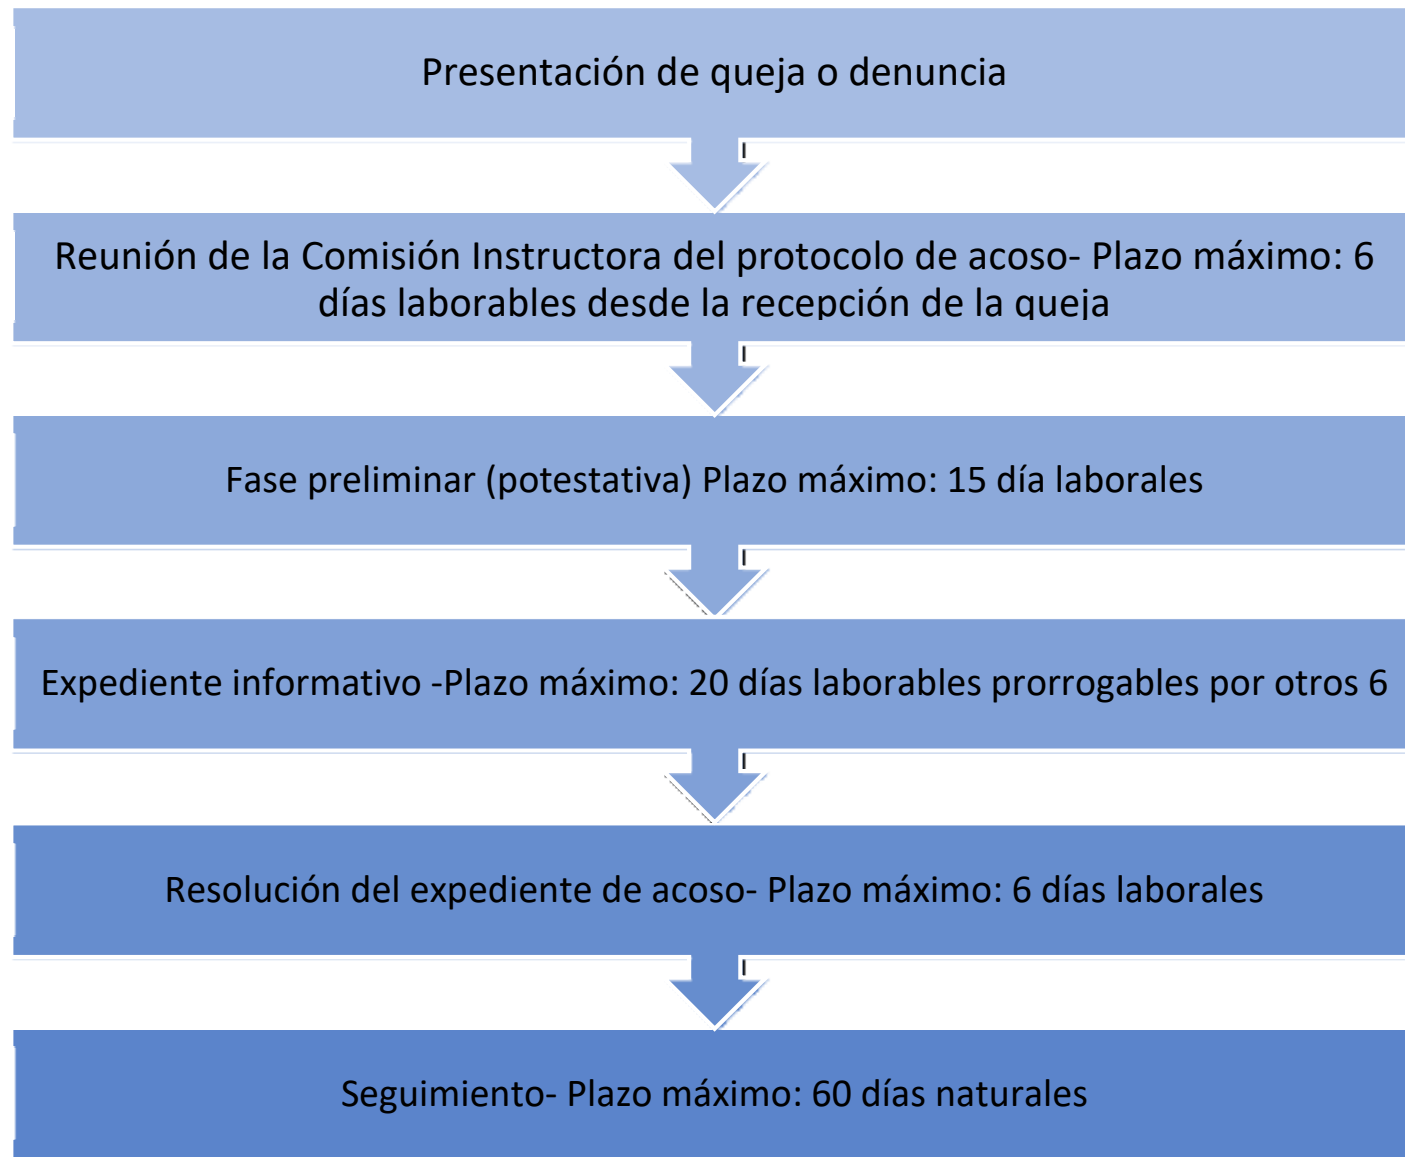 Presentación de queja o denuncia
Reunión de la Comisión Instructora del protocolo de acoso- Plazo máximo: 6
días laborables desde la recepción de la queja
Fase preliminar (potestativa) Plazo máximo: 15 día laborales
Expediente informativo -Plazo máximo: 20 días laborables prorrogables por otros 6
Resolución del expediente de acoso- Plazo máximo: 6 días laborales
Seguimiento- Plazo máximo: 60 días naturales